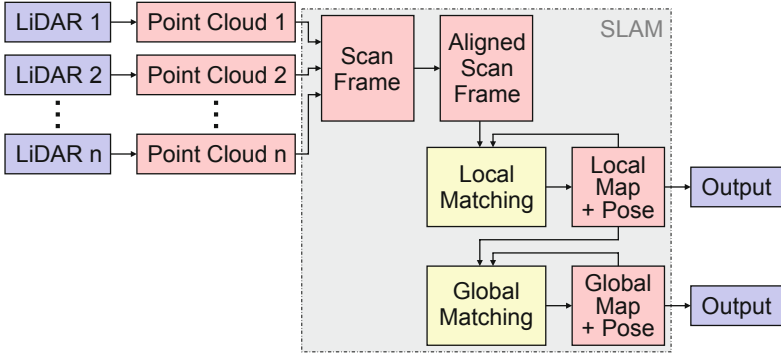 LiDAR 1
Point Cloud 1
SLAM
Scan
Frame
Aligned
Scan
Frame
LiDAR 2
Point Cloud 2
LiDAR n
Point Cloud n
Local
Matching
Local
Map
+ Pose
Output
Global
Matching
Global
Map
+ Pose
Output